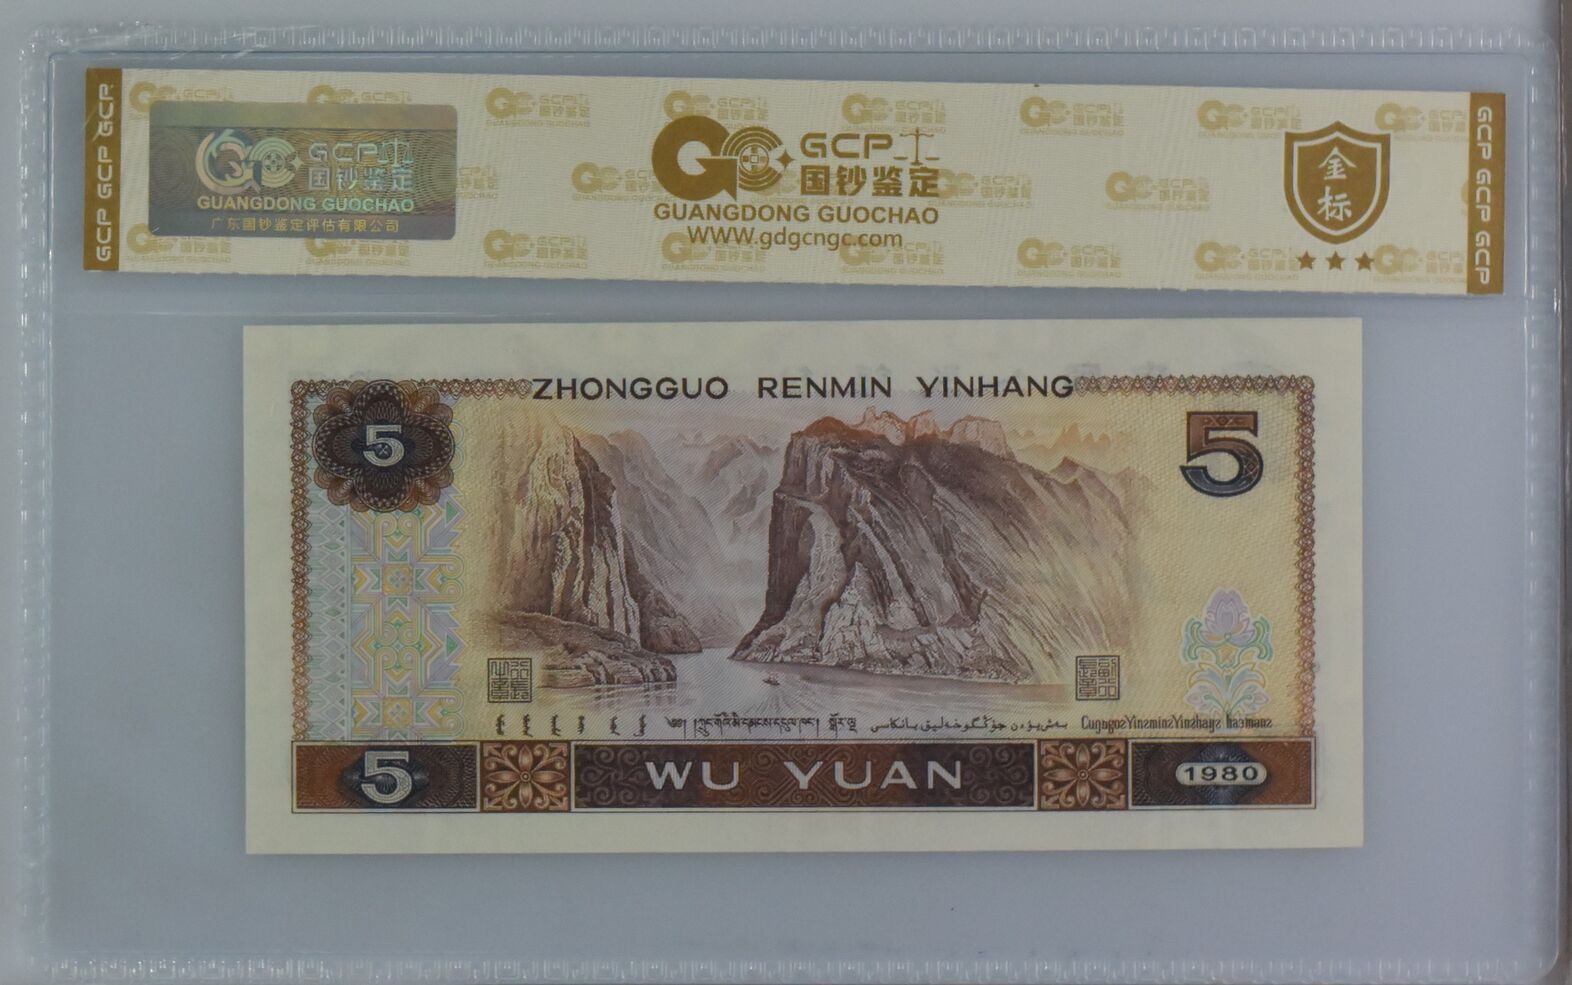 GCP GCP GCP
GCP
国钞鉴定
GUANGDONG GUOCHAO
广东国钞鉴定评估有限公司
GCP
国钞鉴定
GUANGDONG GUOCHAO
WWW.gdgcngc.com
金
标
GCP GCP GCP
ZHONGGUO RENMIN YINHANG
5
5
5
WU YUAN
1980